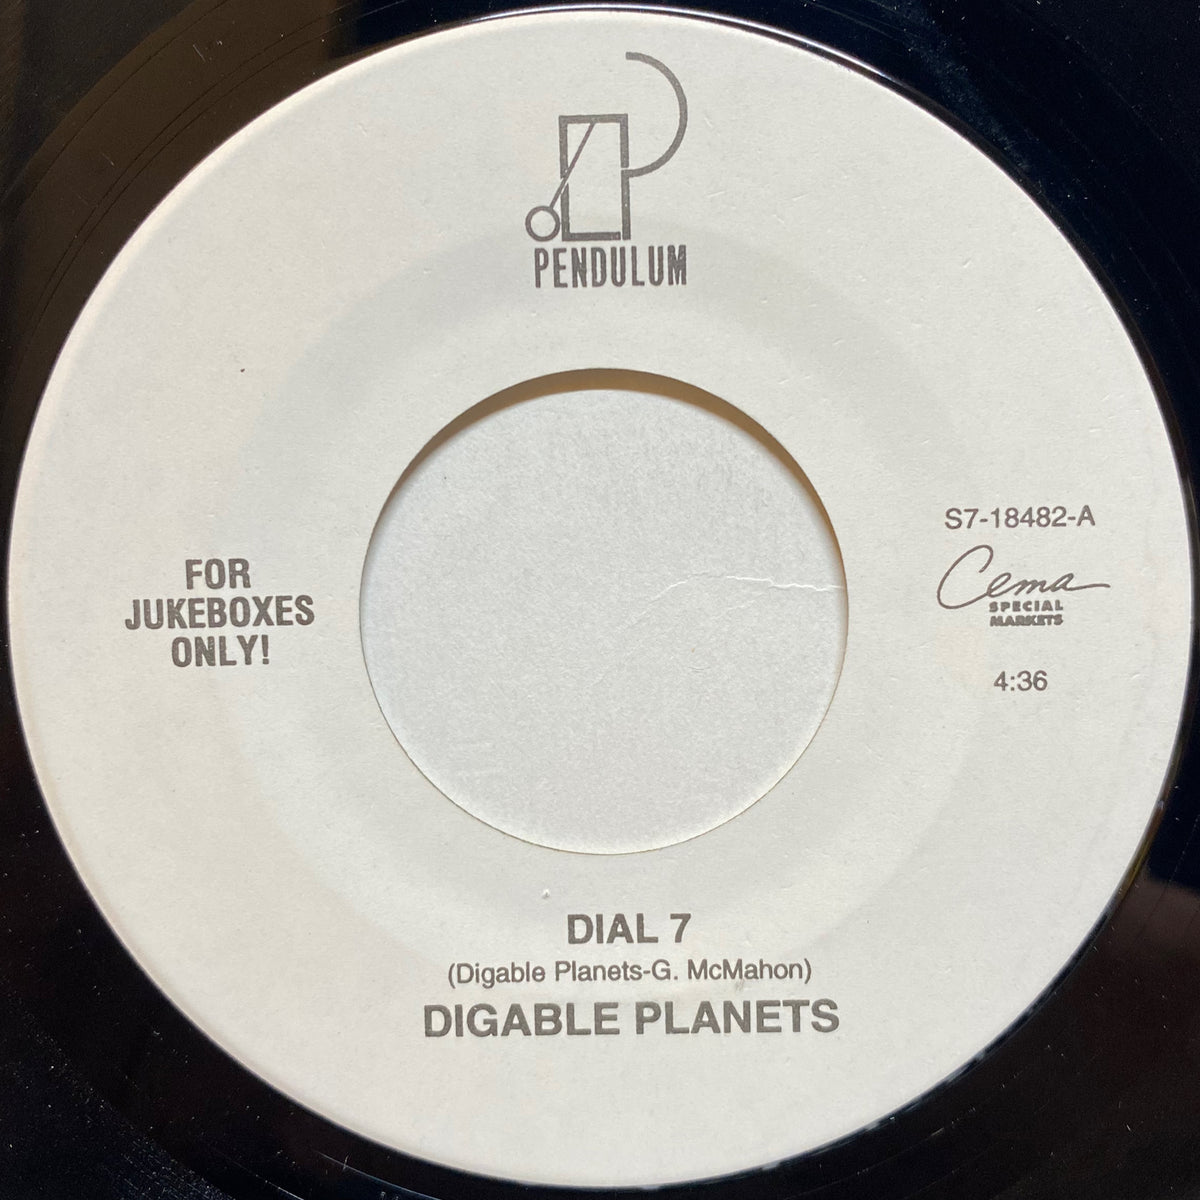 PENDULUM
S7-18482-A
Cema
SPECIAL
MARKETS
4:36
FOR
JUKEBOXES
ONLY!
DIAL 7
(Digable Planets-G. McMahon)
DIGABLE PLANETS